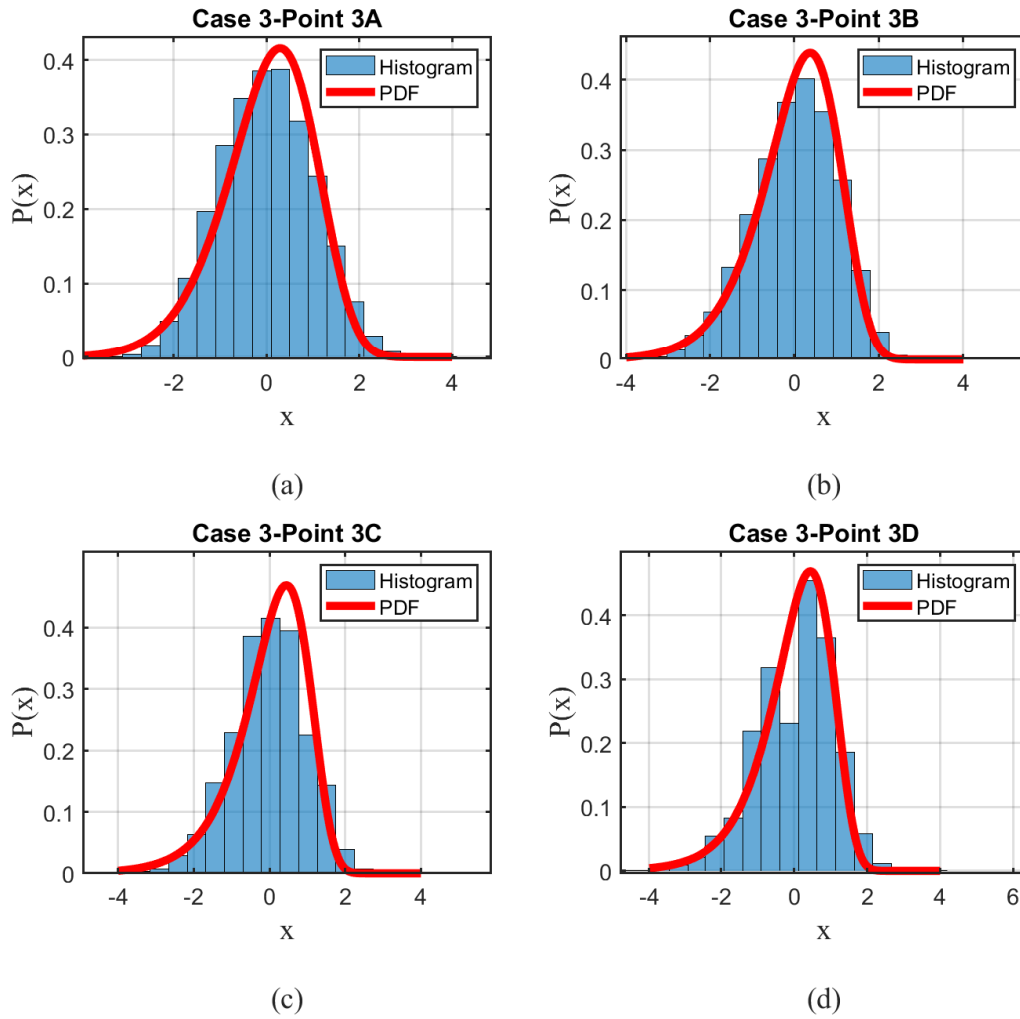 Case 3-Point 3A
Histogram
PDF
P(x)
0.4
0.3
0.2
0.1
0
-2
0
2
4
x
(a)
Case 3-Point 3B
Histogram
PDF
P(x)
0.4
0.3
0.2
0.1
0
-4
-2
0
2
4
x
(b)
Case 3-Point 3C
Histogram
PDF
P(x)
0.4
0.3
0.2
0.1
0
-4
-2
0
2
4
x
(c)
Case 3-Point 3D
Histogram
PDF
P(x)
0.4
0.3
0.2
0.1
0
-4
-2
0
2
4
6
x
(d)